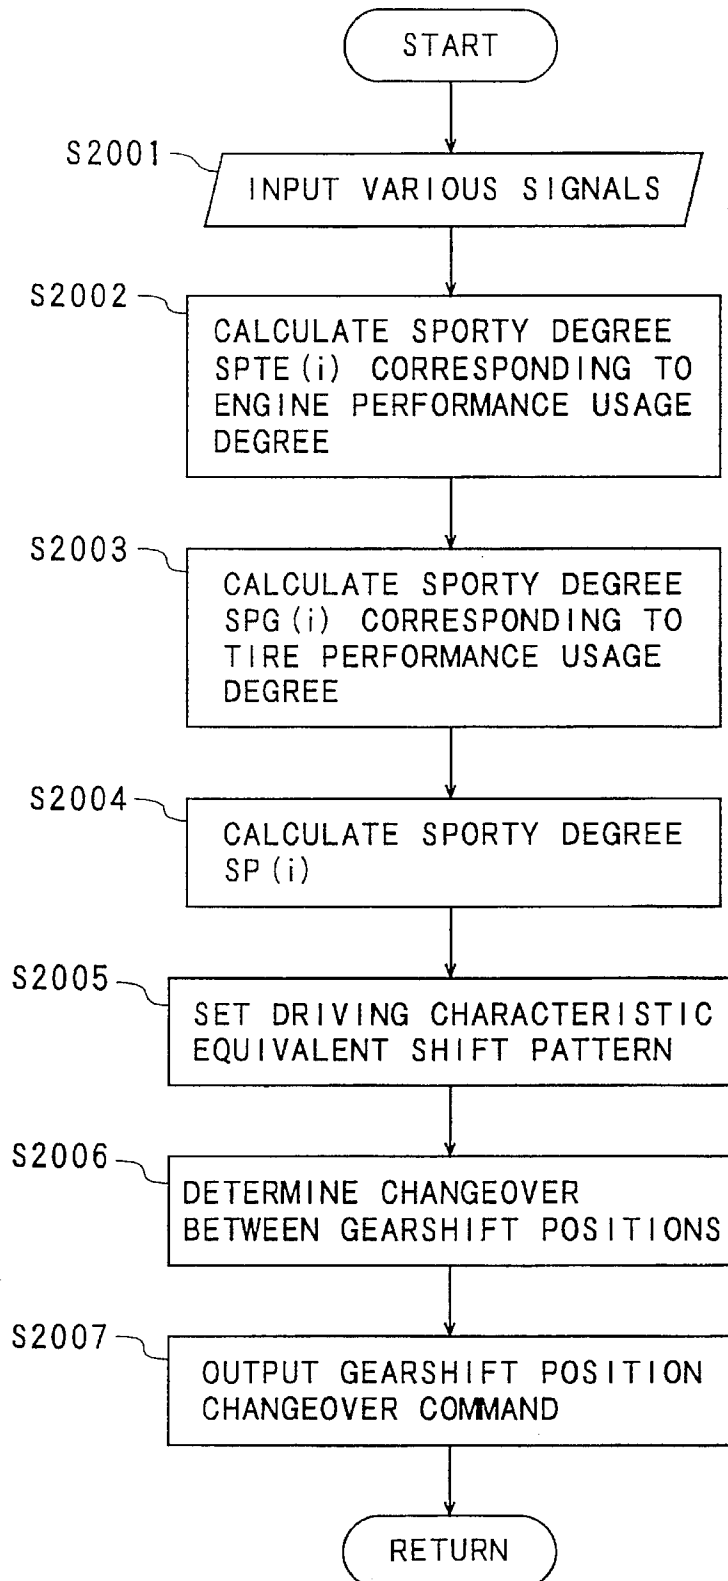 START
S2001
INPUT VARIOUS SIGNALS
S2002
CALCULATE SPORTY DEGREE
SPTE(i) CORRESPONDING TO
ENGINE PERFORMANCE USAGE
DEGREE
S2003
CALCULATE SPORTY DEGREE
SPG(i) CORRESPONDING TO
TIRE PERFORMANCE USAGE
DEGREE
S2004
CALCULATE SPORTY DEGREE
SP(i)
S2005
SET DRIVING CHARACTERISTIC
EQUIVALENT SHIFT PATTERN
S2006
DETERMINE CHANGEOVER
BETWEEN GEARSHIFT POSITIONS
S2007
OUTPUT GEARSHIFT POSITION
CHANGEOVER COMMAND
RETURN